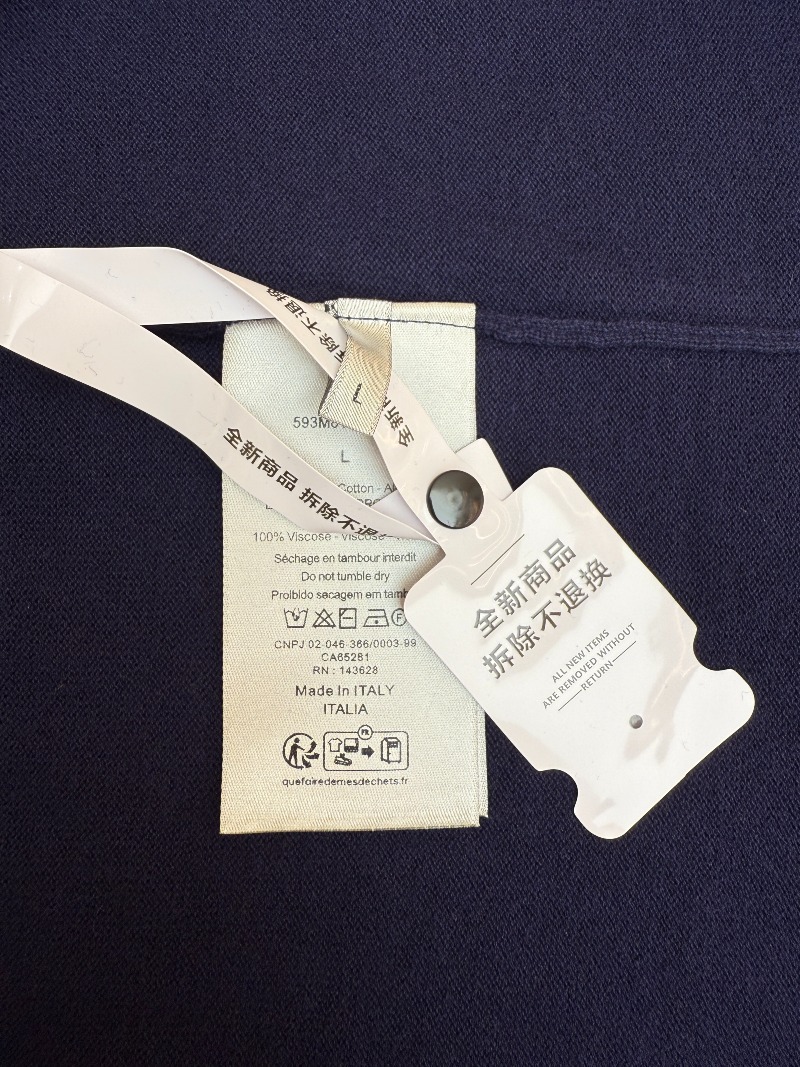 全新商品 拆除不退换
全新
L
593M
L
Cotton -
100% Viscose - Viscose
Séchage en tambour interdit
Do not tumble dry
Proibido secagem em
CNPJ 02-046-366/0003-99
CA65281
RN : 143628
Made In ITALY
ITALIA
FR
quefairedemesdechets.fr
全新商品 拆除不退
全新商品
拆除不退换
ALL NEW ITEMS
ARE REMOVED WITHOUT
RETURN